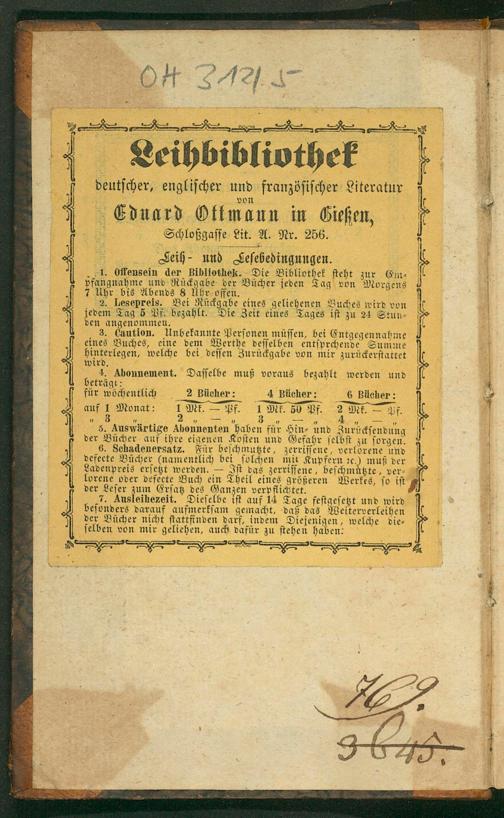 OH 312/.5
Leihbibliothek
deutscher, englischer und französischer Literatur
von
Eduard Ottmann in Gießen,
Schloßgasse Lit. A. Nr. 256.
Leih- und Lesebedingungen.
1. Offensein der Bibliothek. Die Bibliothek steht zur Em-
pfangnahme und Rückgabe der Bücher jeden Tag von Morgens
7 Uhr bis Abends 8 Uhr offen.
2. Lesepreis. Bei Rückgabe eines geliehenen Buches wird von
jedem Tag 5 Pf. bezahlt. Die Zeit eines Tages ist zu 24 Stun-
den angenommen.
3. Caution. Unbekannte Personen müssen, bei Entgegennahme
eines Buches, eine dem Werthe desselben entsprchende Summe
hinterlegen, welche bei dessen Zurückgabe von mir zurückerstattet
wird.
4. Abonnement. Dasselbe muß voraus bezahlt werden und
beträgt:
für wöchentlich 2 Bücher: 4 Bücher: 6 Bücher:
auf 1 Monat: 1 Mk. — Pf. 1 Mk. 50 Pf. 2 Mk. — Pf.
„ 3 „ 2 „ — „ 3 „ — „ 4 „ — „
5. Auswärtige Abonnenten haben für Hin- und Zurücksendung
der Bücher auf ihre eigenen Kosten und Gefahr selbst zu sorgen.
6. Schadenersatz. Für beschmutzte, zerrissene, verlorene und
defecte Bücher (namentlich bei solchen mit Kupfern ꝛc.) muß der
Ladenpreis ersetzt werden. — Ist das zerrissene, beschmutzte, ver-
lorene oder defecte Buch ein Theil eines größeren Werkes, so ist
der Leser zum Ersatz des Ganzen verpflichtet.
7. Ausleihezeit. Dieselbe ist auf 14 Tage festgesetzt und wird
besonders darauf aufmerksam gemacht, daß das Weiterverleihen
der Bücher nicht stattfinden darf, indem Diejenigen, welche die-
selben von mir geliehen, auch dafür zu stehen haben.
769.
3645.